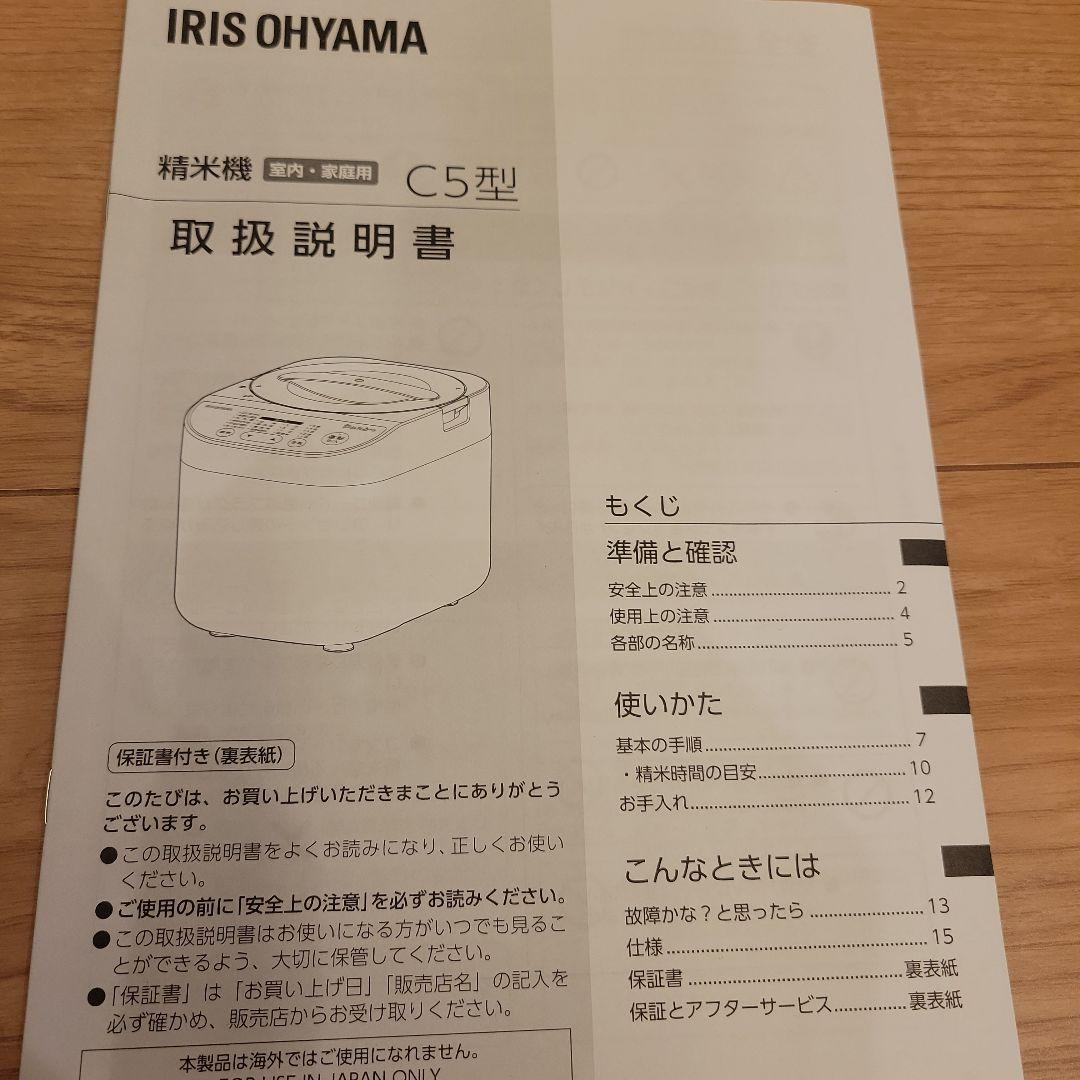 IRIS OHYAMA
精米機 室内・家庭用 C5型
取扱説明書
保証書付き(裏表紙)
このたびは、お買い上げいただきまことにありがとう
ございます。
●この取扱説明書をよくお読みになり、正しくお使い
ください。
●ご使用の前に「安全上の注意」を必ずお読みください。
●この取扱説明書はお使いになる方がいつでも見るこ
とができるよう、大切に保管してください。
●「保証書」は「お買い上げ日」「販売店名」の記入を
必ず確かめ、販売店からお受け取りください。
本製品は海外ではご使用になれません。
FOR USE IN JAPAN ONLY
もくじ
準備と確認
安全上の注意 2
使用上の注意 4
各部の名称 5
使いかた
基本の手順 7
・精米時間の目安 10
お手入れ 12
こんなときには
故障かな?と思ったら 13
仕様 15
保証書 裏表紙
保証とアフターサービス 裏表紙